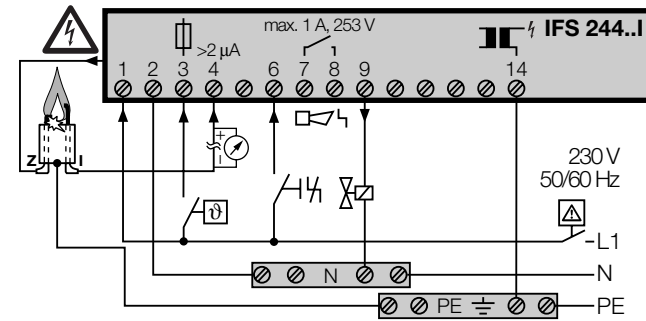 max. 1 A, 253 V
IFS 244..I
>2 µA
1 2 3 4 6 7 8 9 14
+
−
Z I
ϑ
230 V
50/60 Hz
L1
N N
PE PE